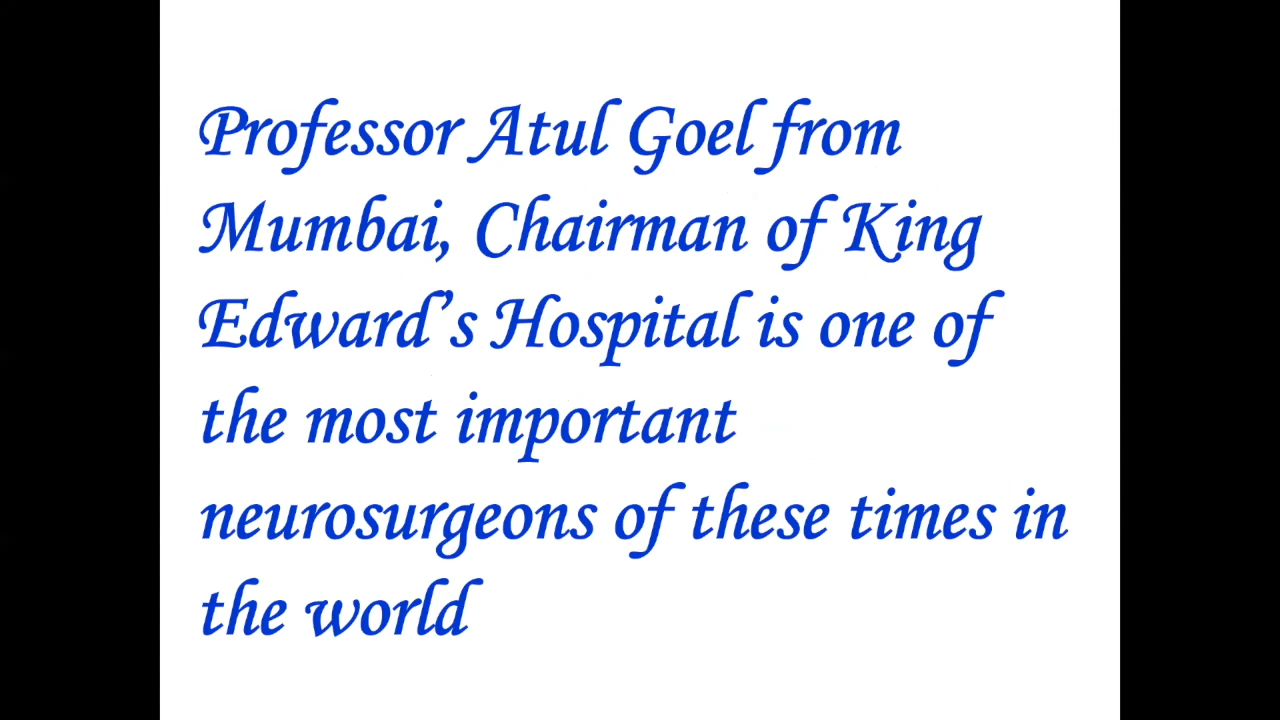 Professor Atul Goel from
Mumbai, Chairman of King
Edward’s Hospital is one of
the most important
neurosurgeons of these times in
the world